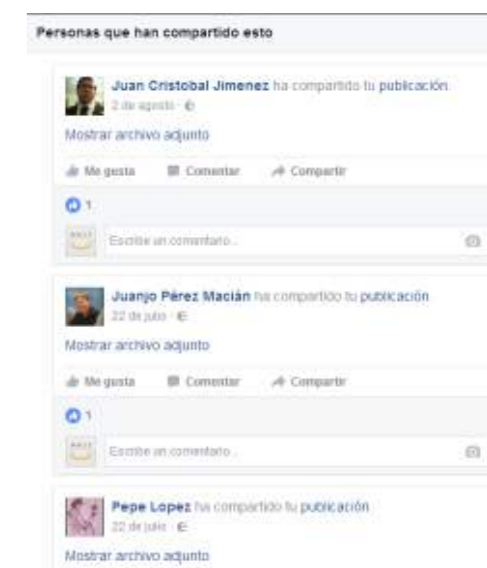 Personas que han compartido esto
Juan Cristobal Jimenez ha compartido tu publicación.
2 de agosto ·
Mostrar archivo adjunto
Me gusta Comentar Compartir
1
Escribe un comentario...
Juanjo Pérez Macián ha compartido tu publicación.
22 de julio ·
Mostrar archivo adjunto
Me gusta Comentar Compartir
1
Escribe un comentario...
Pepe Lopez ha compartido tu publicación.
22 de julio ·
Mostrar archivo adjunto